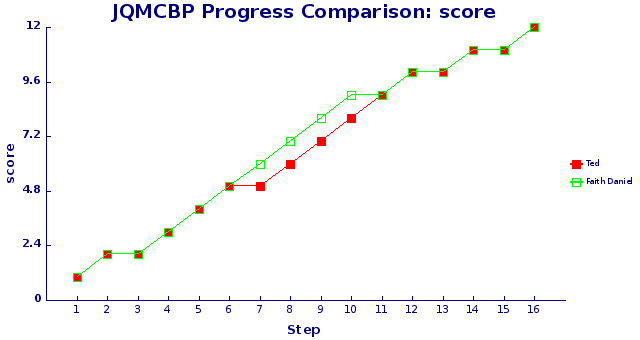 JQMCBP Progress Comparison: score
12
9.6
7.2
4.8
2.4
0
score
1 2 3 4 5 6 7 8 9 10 11 12 13 14 15 16
Step
Ted
Faith Daniel